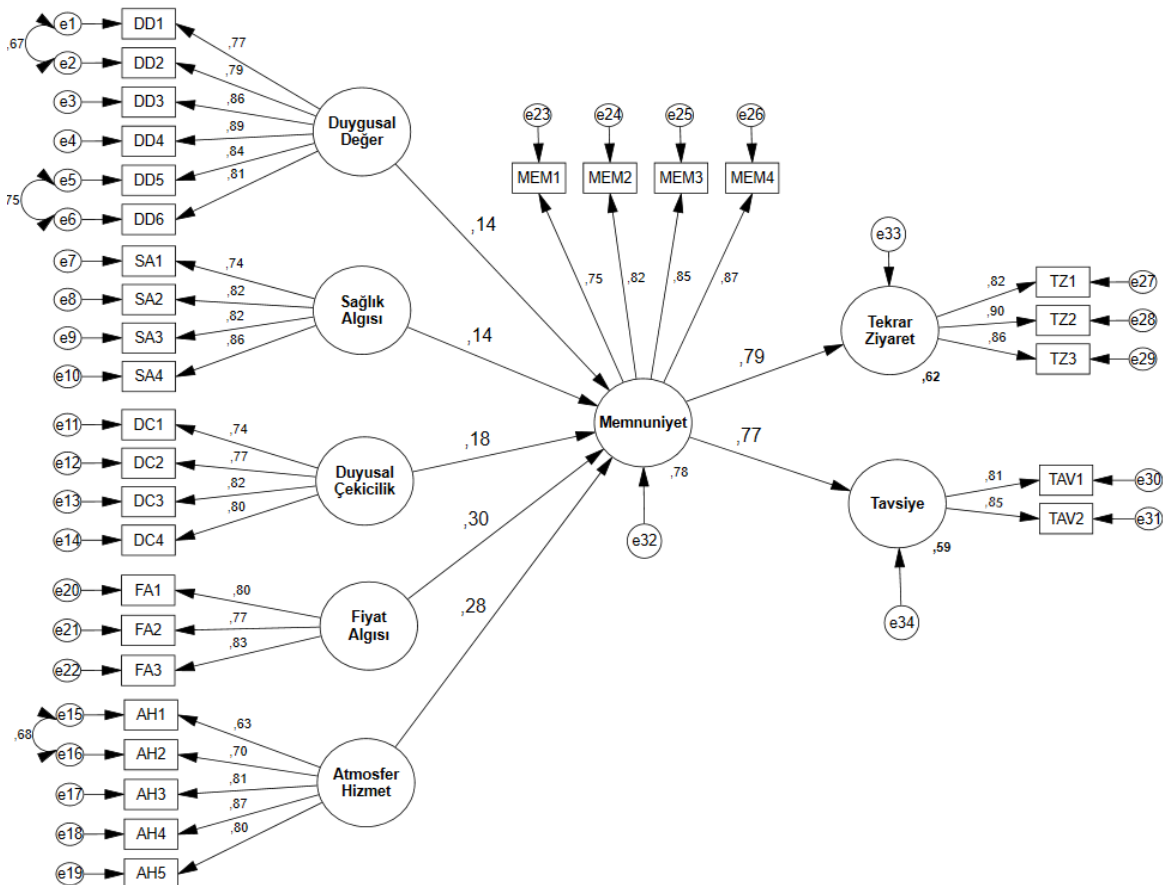 e1
DD1
,67
e2
DD2
e3
DD3
e4
DD4
e5
DD5
75
e6
DD6
,77
,79
,86
,89
,84
,81
Duygusal
Değer
,14
e7
SA1
e8
SA2
e9
SA3
e10
SA4
,74
,82
,82
,86
Sağlık
Algısı
,14
e11
DC1
e12
DC2
e13
DC3
e14
DC4
,74
,77
,82
,80
Duyusal
Çekicilik
,18
e20
FA1
e21
FA2
e22
FA3
,80
,77
,83
Fiyat
Algısı
,30
e15
AH1
,68
e16
AH2
e17
AH3
e18
AH4
e19
AH5
,63
,70
,81
,87
,80
Atmosfer
Hizmet
,28
e23
e24
e25
e26
MEM1
MEM2
MEM3
MEM4
,75
,82
,85
,87
Memnuniyet
,78
e32
,79
,77
e33
Tekrar
Ziyaret
,62
,82
TZ1
e27
,90
TZ2
e28
,86
TZ3
e29
Tavsiye
,59
e34
,81
TAV1
e30
,85
TAV2
e31